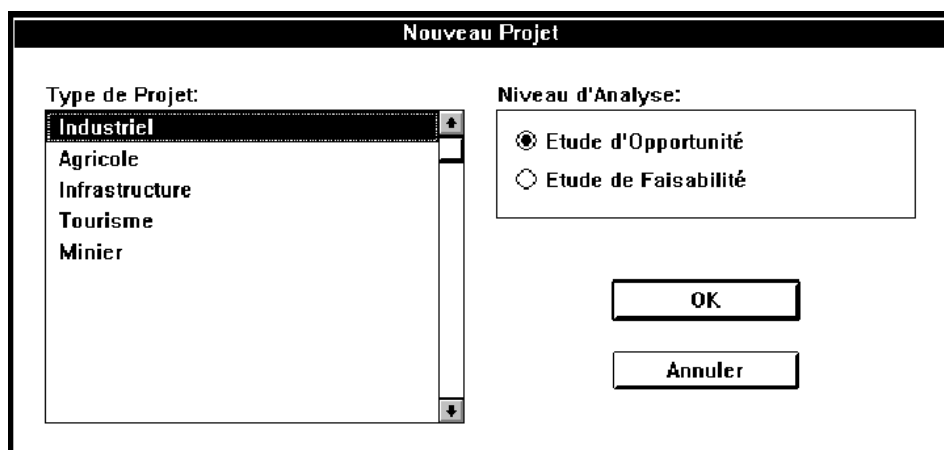 Nouveau Projet
Type de Projet:
Industriel
Agricole
Infrastructure
Tourisme
Minier
Niveau d'Analyse:
Etude d'Opportunité
Etude de Faisabilité
OK
Annuler